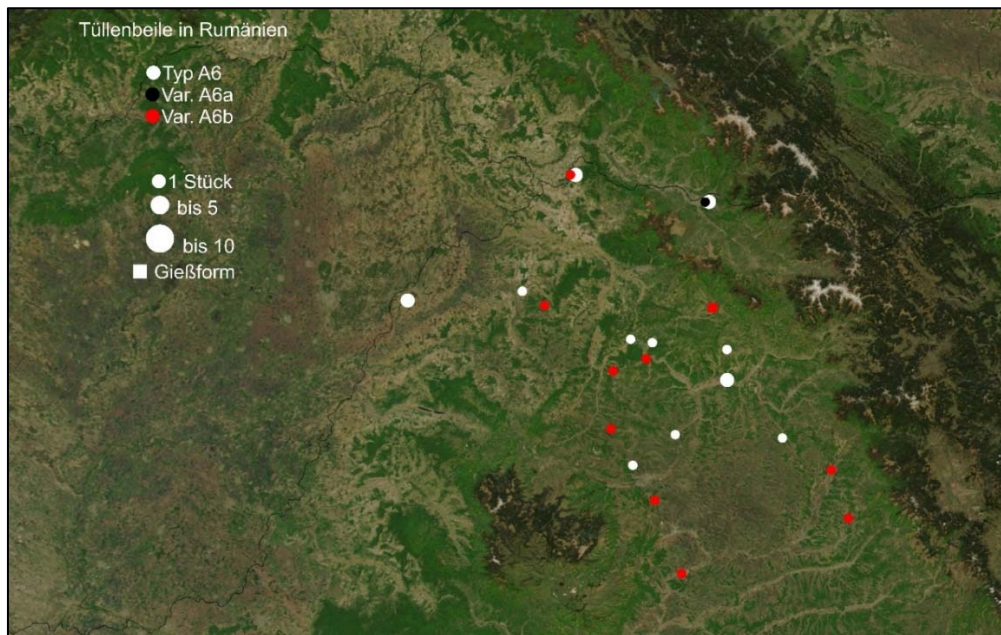 Tüllenbeile in Rumänien
Typ A6
Var. A6a
Var. A6b
1 Stück
bis 5
bis 10
Gießform